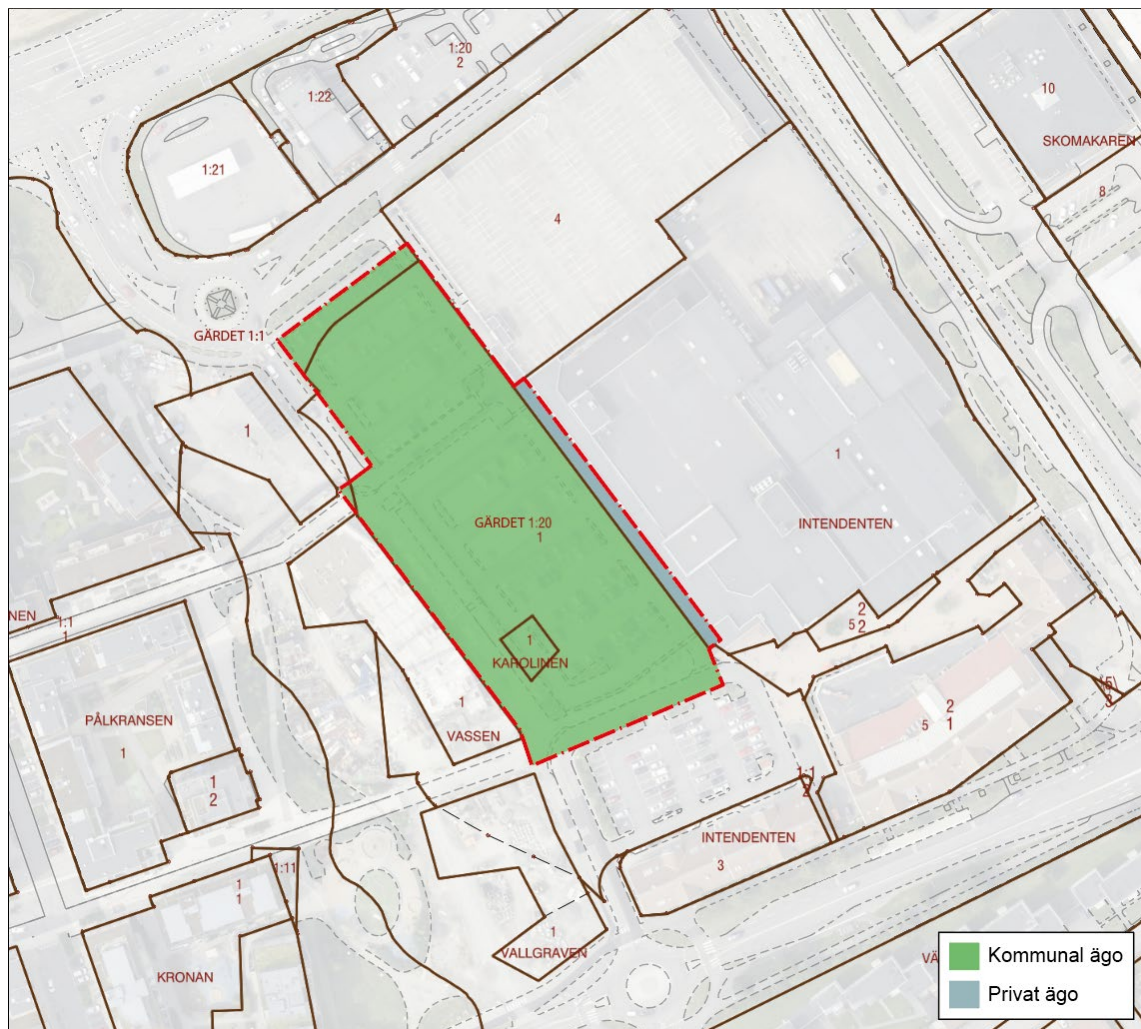 1:20
2
1:22
10
SKOMAKAREN
1:21
8
4
GÄRDET 1:1
1
1
INTENDENTEN
GÄRDET 1:20
1
2
5 2
1
KAROLINEN
NEN
1:1
1
PÅLKRANSEN
1
1
VASSEN
2
5 1
1
2
1:1
2
INTENDENTEN
3
1:11
1
1
1
VALLGRAVEN
KRONAN
VÄ
Kommunal ägo
Privat ägo